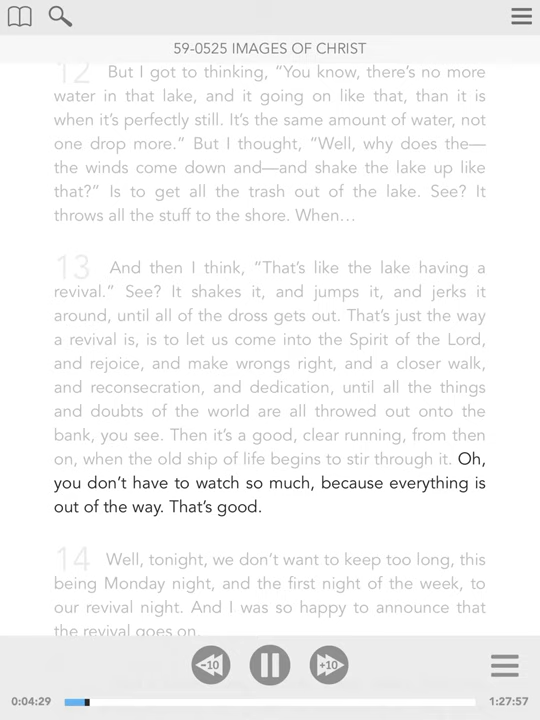 59-0525 IMAGES OF CHRIST
12 But I got to thinking, “You know, there’s no more
water in that lake, and it going on like that, than it is
when it’s perfectly still. It’s the same amount of water, not
one drop more.” But I thought, “Well, why does the—
the winds come down and—and shake the lake up like
that?” Is to get all the trash out of the lake. See? It
throws all the stuff to the shore. When…
13 And then I think, “That’s like the lake having a
revival.” See? It shakes it, and jumps it, and jerks it
around, until all of the dross gets out. That’s just the way
a revival is, is to let us come into the Spirit of the Lord,
and rejoice, and make wrongs right, and a closer walk,
and reconsecration, and dedication, until all the things
and doubts of the world are all throwed out onto the
bank, you see. Then it’s a good, clear running, from then
on, when the old ship of life begins to stir through it. Oh,
you don’t have to watch so much, because everything is
out of the way. That’s good.
14 Well, tonight, we don’t want to keep too long, this
being Monday night, and the first night of the week, to
our revival night. And I was so happy to announce that
the revival goes on.
-10 +10
0:04:29 1:27:57